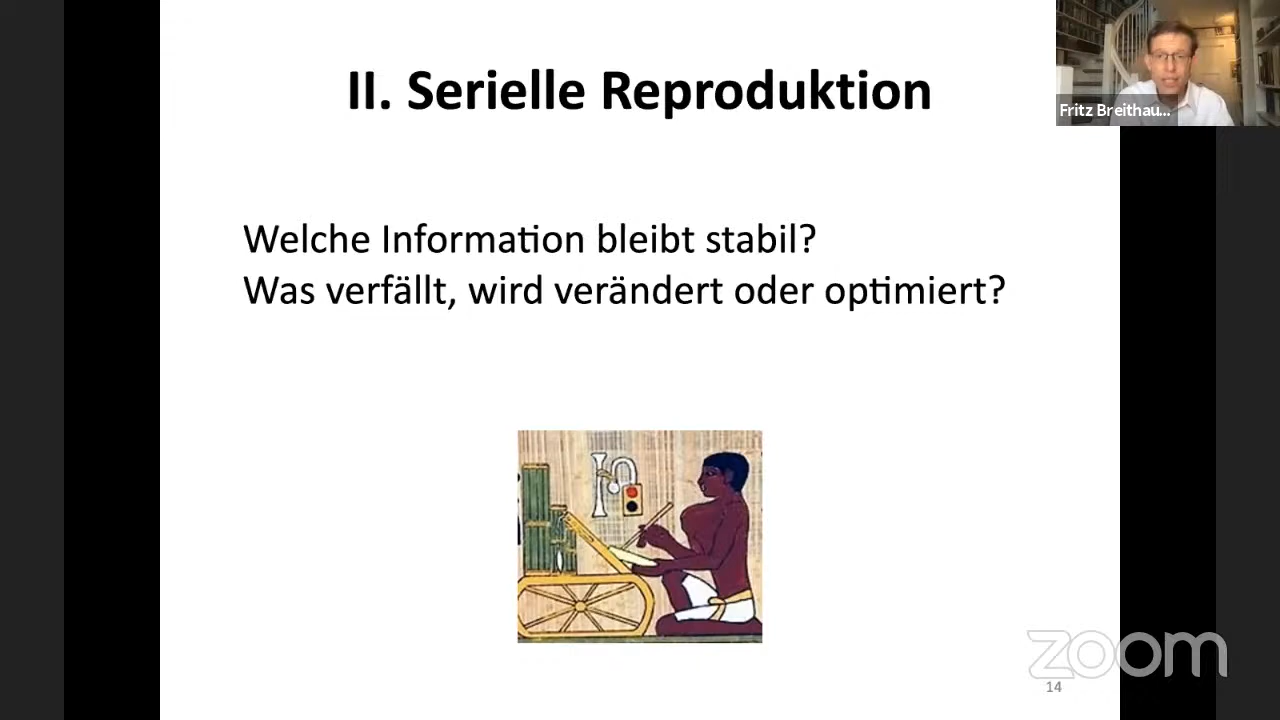 II. Serielle Reproduktion
Fritz Breithau...
Welche Information bleibt stabil?
Was verfällt, wird verändert oder optimiert?
zoom
14